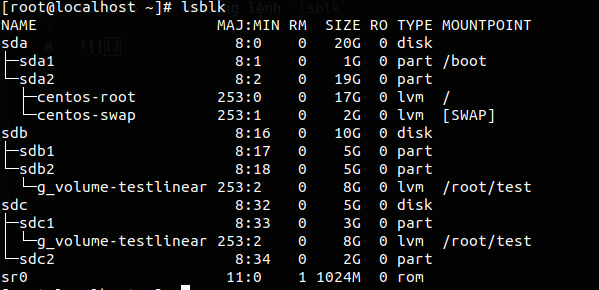 [root@localhost ~]# lsblk
NAME                      MAJ:MIN RM  SIZE RO TYPE MOUNTPOINT
sda                         8:0    0   20G  0 disk
├─sda1                      8:1    0    1G  0 part /boot
└─sda2                      8:2    0   19G  0 part
  ├─centos-root           253:0    0   17G  0 lvm  /
  └─centos-swap           253:1    0    2G  0 lvm  [SWAP]
sdb                         8:16   0   10G  0 disk
├─sdb1                      8:17   0    5G  0 part
└─sdb2                      8:18   0    5G  0 part
  └─g_volume-testlinear   253:2    0    8G  0 lvm  /root/test
sdc                         8:32   0    5G  0 disk
├─sdc1                      8:33   0    3G  0 part
│ └─g_volume-testlinear   253:2    0    8G  0 lvm  /root/test
└─sdc2                      8:34   0    2G  0 part
sr0                        11:0    1 1024M  0 rom